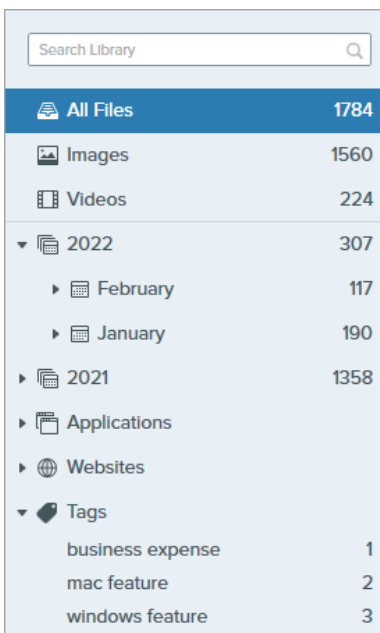 Search Library
All Files 1784
Images 1560
Videos 224
2022 307
February 117
January 190
2021 1358
Applications
Websites
Tags
business expense 1
mac feature 2
windows feature 3